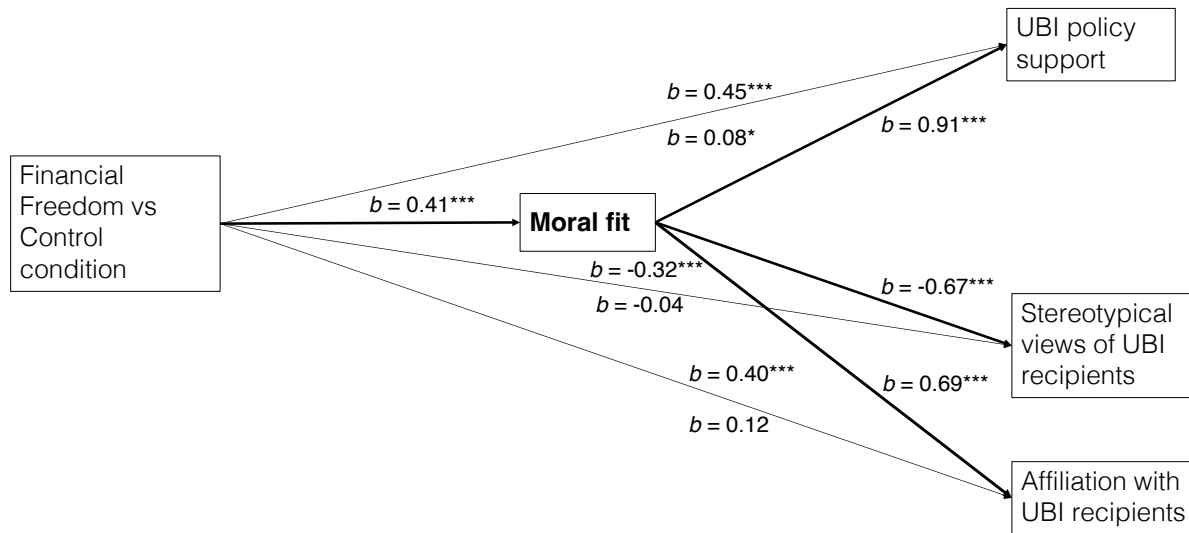 UBI policy
support
b = 0.45***
b = 0.08*
b = 0.91***
Financial
Freedom vs
Control
condition
b = 0.41***
Moral fit
b = -0.32***
b = -0.04
b = -0.67***
Stereotypical
views of UBI
recipients
b = 0.40***
b = 0.12
b = 0.69***
Affiliation with
UBI recipients